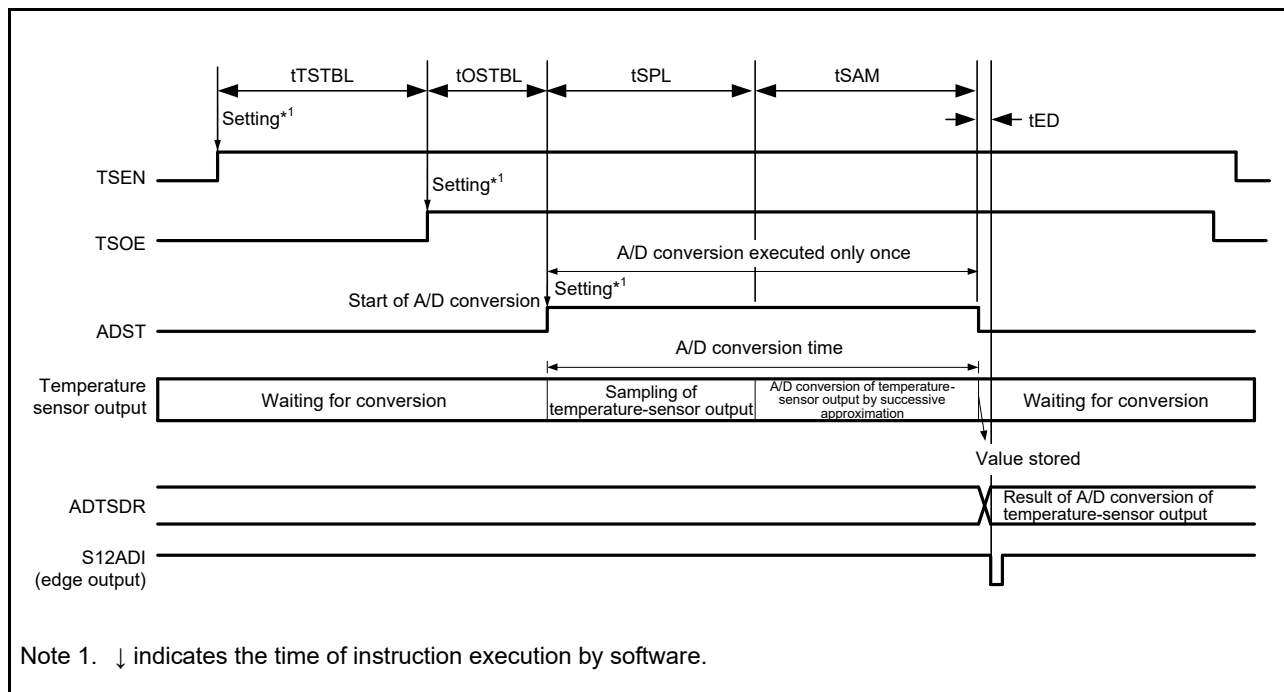 tTSTBL
tOSTBL
tSPL
tSAM
Setting*1
tED
TSEN
Setting*1
TSOE
A/D conversion executed only once
Start of A/D conversion
Setting*1
ADST
A/D conversion time
Temperature
sensor output
Waiting for conversion
Sampling of
temperature-sensor output
A/D conversion of temperature-
sensor output by successive
approximation
Waiting for conversion
Value stored
ADTSDR
Result of A/D conversion of
temperature-sensor output
S12ADI
(edge output)
Note 1. ↓ indicates the time of instruction execution by software.